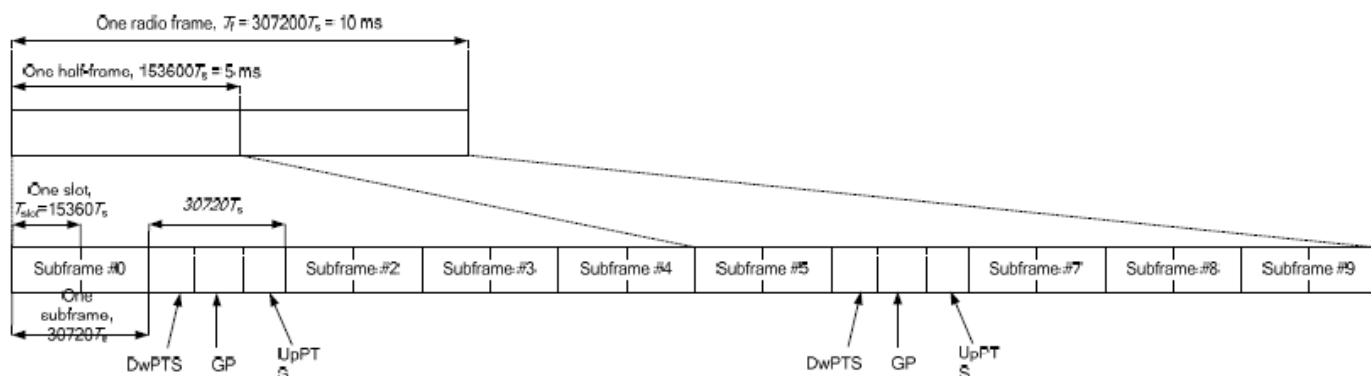 One radio frame, Tf = 307200Ts = 10 ms
One half-frame, 153600Ts = 5 ms
One slot,
Tslot=15360Ts
30720Ts
Subframe #0
Subframe #2
Subframe #3
Subframe #4
Subframe #5
Subframe #7
Subframe #8
Subframe #9
One
subframe,
30720Ts
DwPTS
GP
UpPT
S
DwPTS
GP
UpPT
S